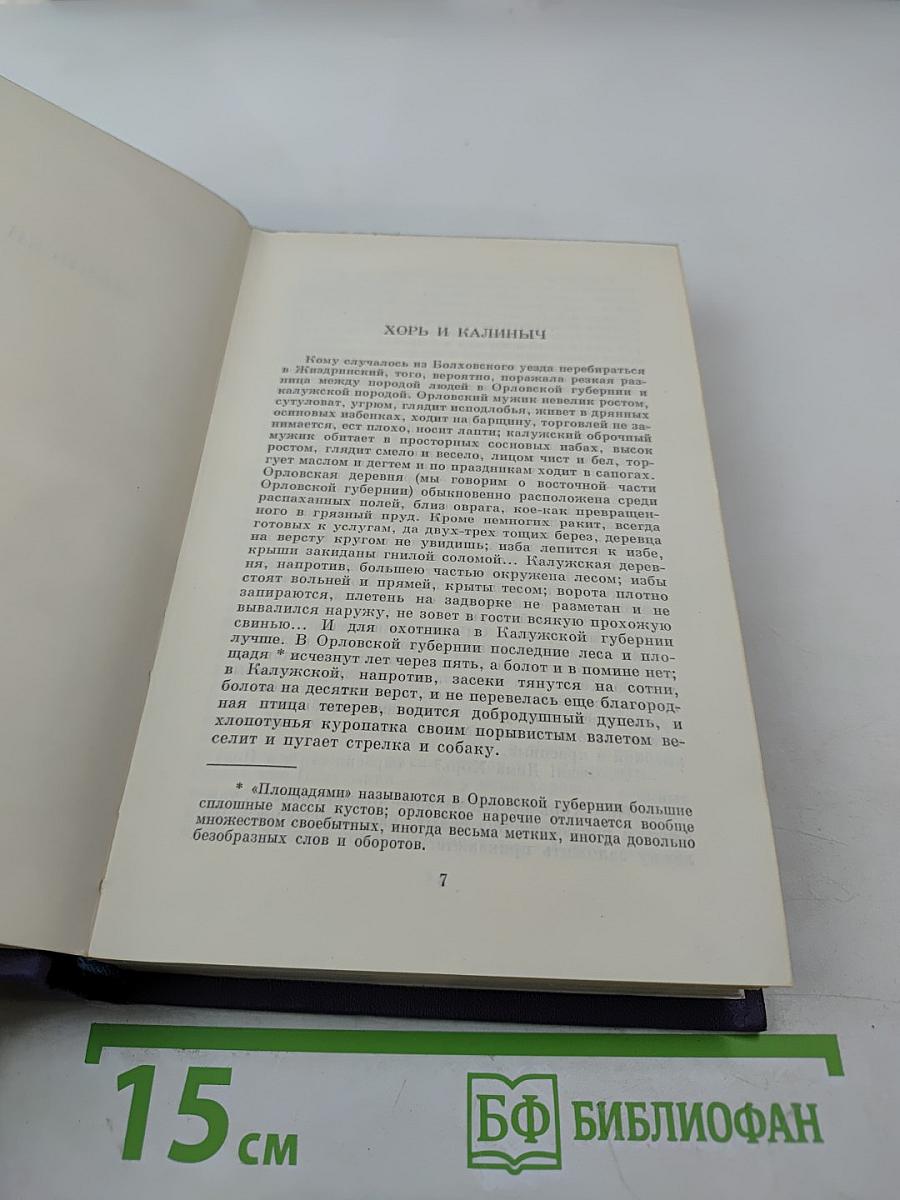 ХОРЬ И КАЛИНЫЧ
Кому случалось из Болховского уезда перебираться
в Жиздринский, того, вероятно, поражала резкая раз-
ница между породой людей в Орловской губернии и
калужской породой. Орловский мужик невелик ростом,
сутуловат, угрюм, глядит исподлобья, живет в дрянных
осиновых избенках, ходит на барщину, торговлей не за-
нимается, ест плохо, носит лапти; калужский оброчный
мужик обитает в просторных сосновых избах, высок
ростом, глядит смело и весело, лицом чист и бел, тор-
гует маслом и дегтем и по праздникам ходит в сапогах.
Орловская деревня (мы говорим о восточной части
Орловской губернии) обыкновенно расположена среди
распаханных полей, близ оврага, кое-как превращен-
ного в грязный пруд. Кроме немногих ракит, всегда
готовых к услугам, да двух-трех тощих берез, деревца
на версту кругом не увидишь; изба лепится к избе,
крыши закиданы гнилой соломой... Калужская дерев-
ня, напротив, большею частью окружена лесом; избы
стоят вольней и прямей, крыты тесом; ворота плотно
запираются, плетень на задворке не разметан и не
вывалился наружу, не зовет в гости всякую прохожую
свинью... И для охотника в Калужской губернии
лучше. В Орловской губернии последние леса и пло-
щадя * исчезнут лет через пять, а болот и в помине нет;
в Калужской, напротив, засеки тянутся на сотни,
болота на десятки верст, и не перевелась еще благород-
ная птица тетерев, водится добродушный дупель, и
хлопотунья куропатка своим порывистым взлетом ве-
селит и пугает стрелка и собаку.
* «Площадями» называются в Орловской губернии большие
сплошные массы кустов; орловское наречие отличается вообще
множеством своебытных, иногда весьма метких, иногда довольно
безобразных слов и оборотов.
7
15 см
БФ БИБЛИОФАН